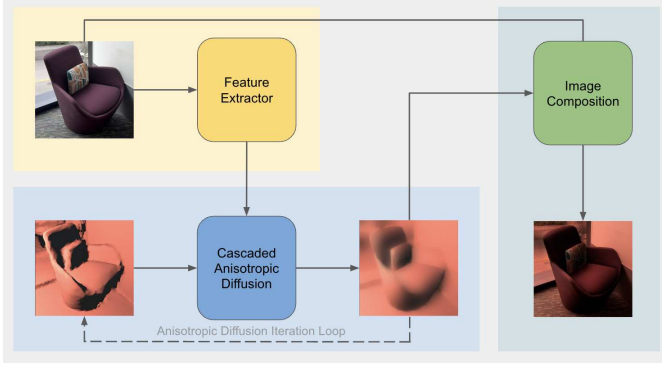 Feature
Extractor
Image
Composition
Cascaded
Anisotropic
Diffusion
Anisotropic Diffusion Iteration Loop